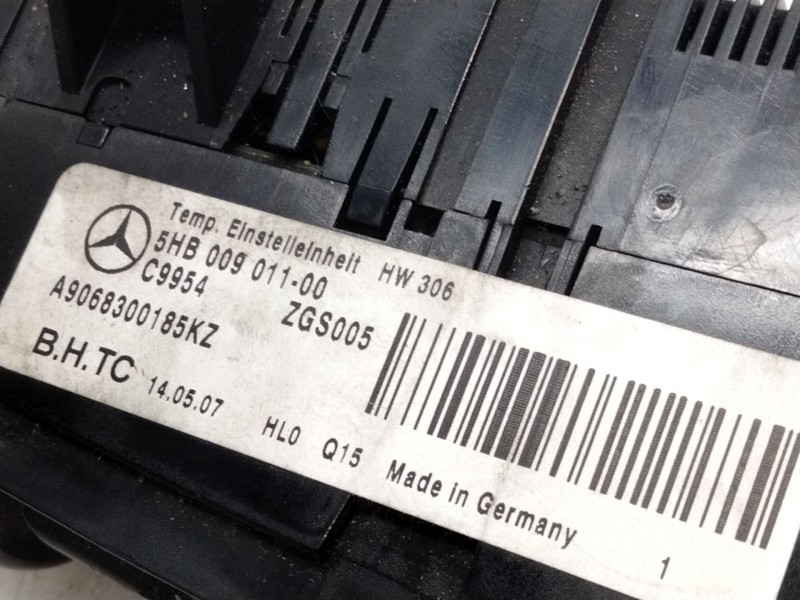 Temp. Einstelleinheit HW 306
5HB 009 011-00
C9954 ZGS005
A9068300185KZ
B.H.TC 14.05.07 HL0 Q15 Made in Germany 1